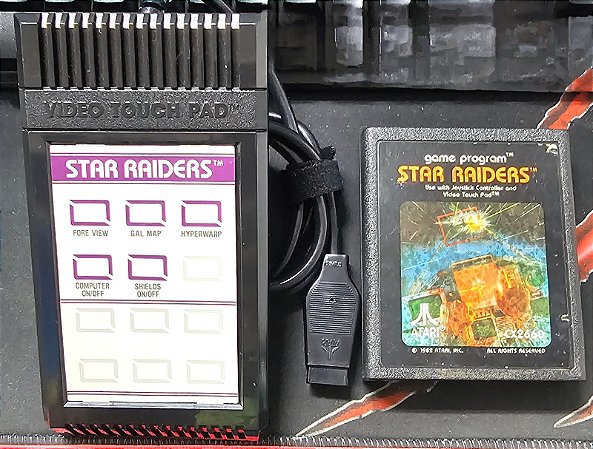 VIDEO TOUCH PAD™
STAR RAIDERS™
FORE VIEW
GAL MAP
HYPERWARP
COMPUTER
ON/OFF
SHIELDS
ON/OFF
game program™
STAR RAIDERS™
Use with Joystick Controller and
Video Touch Pad™
ATARI
CX2660
© 1982 ATARI, INC.
ALL RIGHTS RESERVED